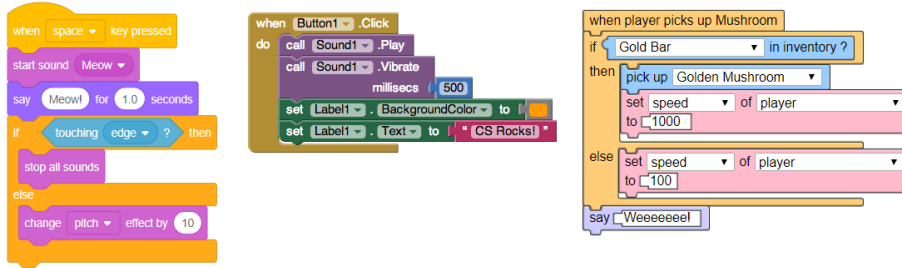 when space key pressed
start sound Meow
say Meow! for 1.0 seconds
if touching edge ? then
stop all sounds
else
change pitch effect by 10
when Button1 .Click
do call Sound1 .Play
call Sound1 .Vibrate
millisecs 500
set Label1 . BackgroundColor to
set Label1 . Text to " CS Rocks! "
when player picks up Mushroom
if Gold Bar in inventory ?
then pick up Golden Mushroom
set speed of player
to 1000
else set speed of player
to 100
say Weeeeeee!